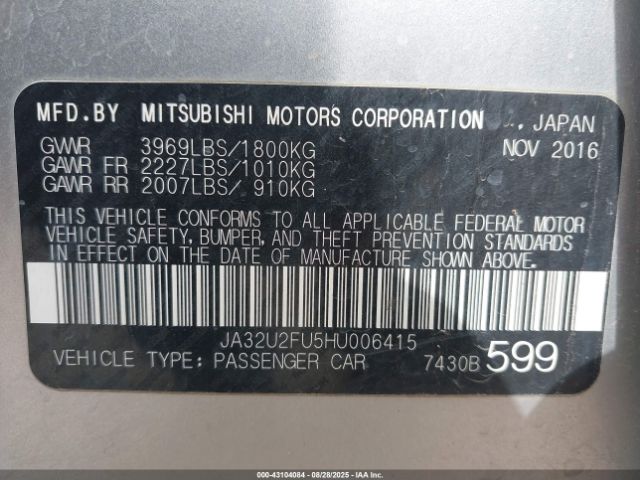 MFD.BY MITSUBISHI MOTORS CORPORATION , JAPAN
GVWR 3969LBS/1800KG NOV 2016
GAWR FR 2227LBS/1010KG
GAWR RR 2007LBS/ 910KG
THIS VEHICLE CONFORMS TO ALL APPLICABLE FEDERAL MOTOR
VEHICLE SAFETY, BUMPER, AND THEFT PREVENTION STANDARDS
IN EFFECT ON THE DATE OF MANUFACTURE SHOWN ABOVE.
JA32U2FU5HU006415
VEHICLE TYPE: PASSENGER CAR 7430B 599
000-43104084 - 08/28/2025 - IAAI.COM